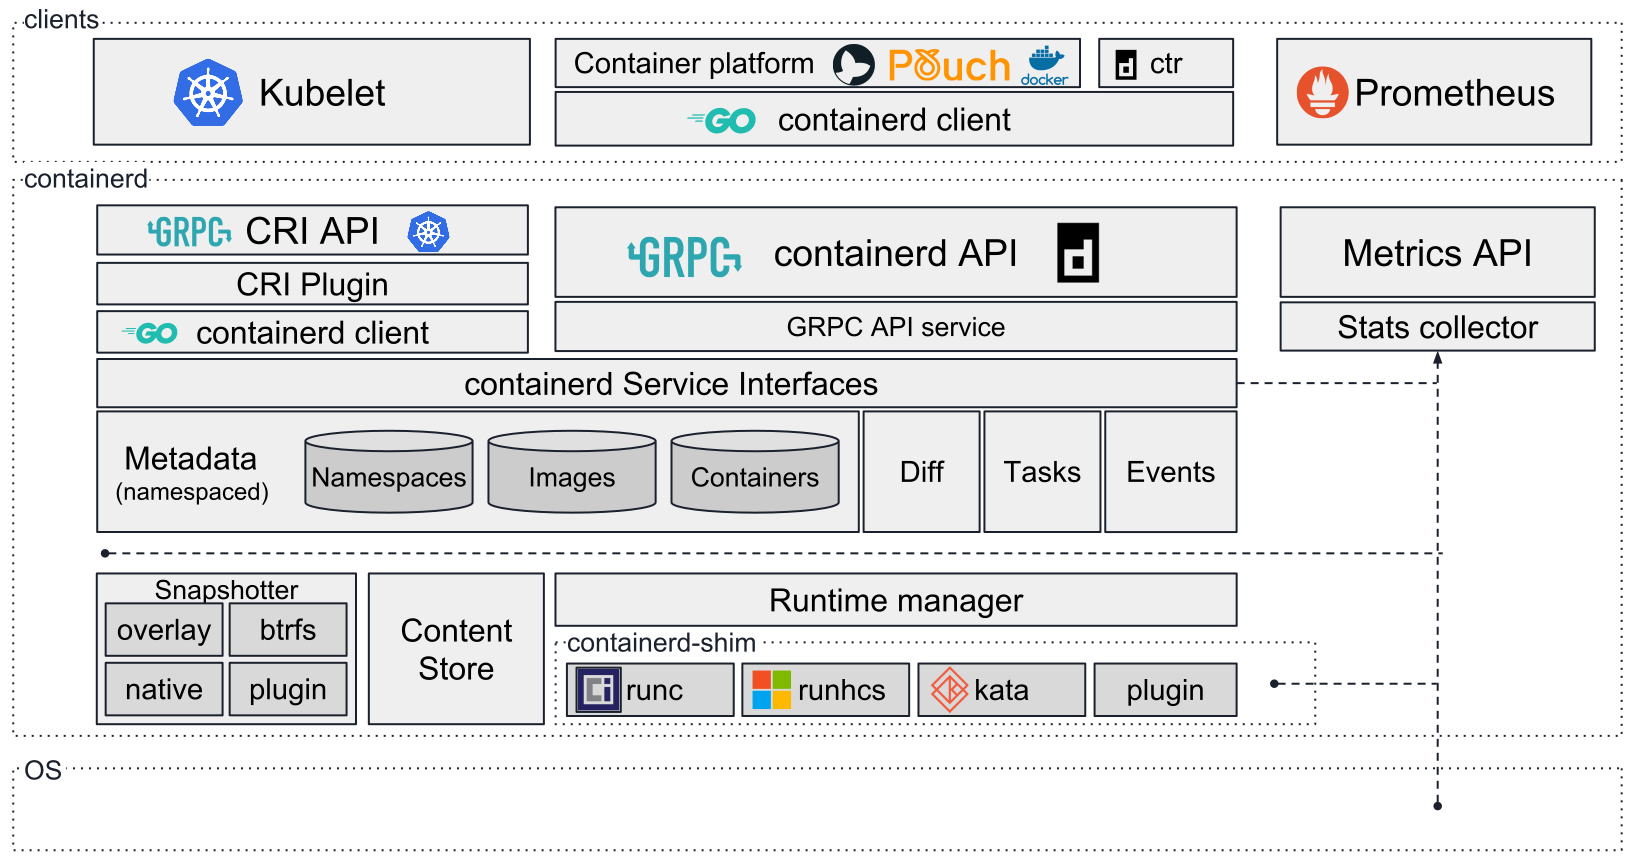 clients
Kubelet
Container platform Pouch docker
ctr
GO containerd client
Prometheus
containerd
GRPC CRI API
CRI Plugin
GO containerd client
GRPC containerd API
GRPC API service
Metrics API
Stats collector
containerd Service Interfaces
Metadata
(namespaced)
Namespaces
Images
Containers
Diff
Tasks
Events
Snapshotter
overlay
btrfs
native
plugin
Content
Store
Runtime manager
containerd-shim
runc
runhcs
kata
plugin
OS